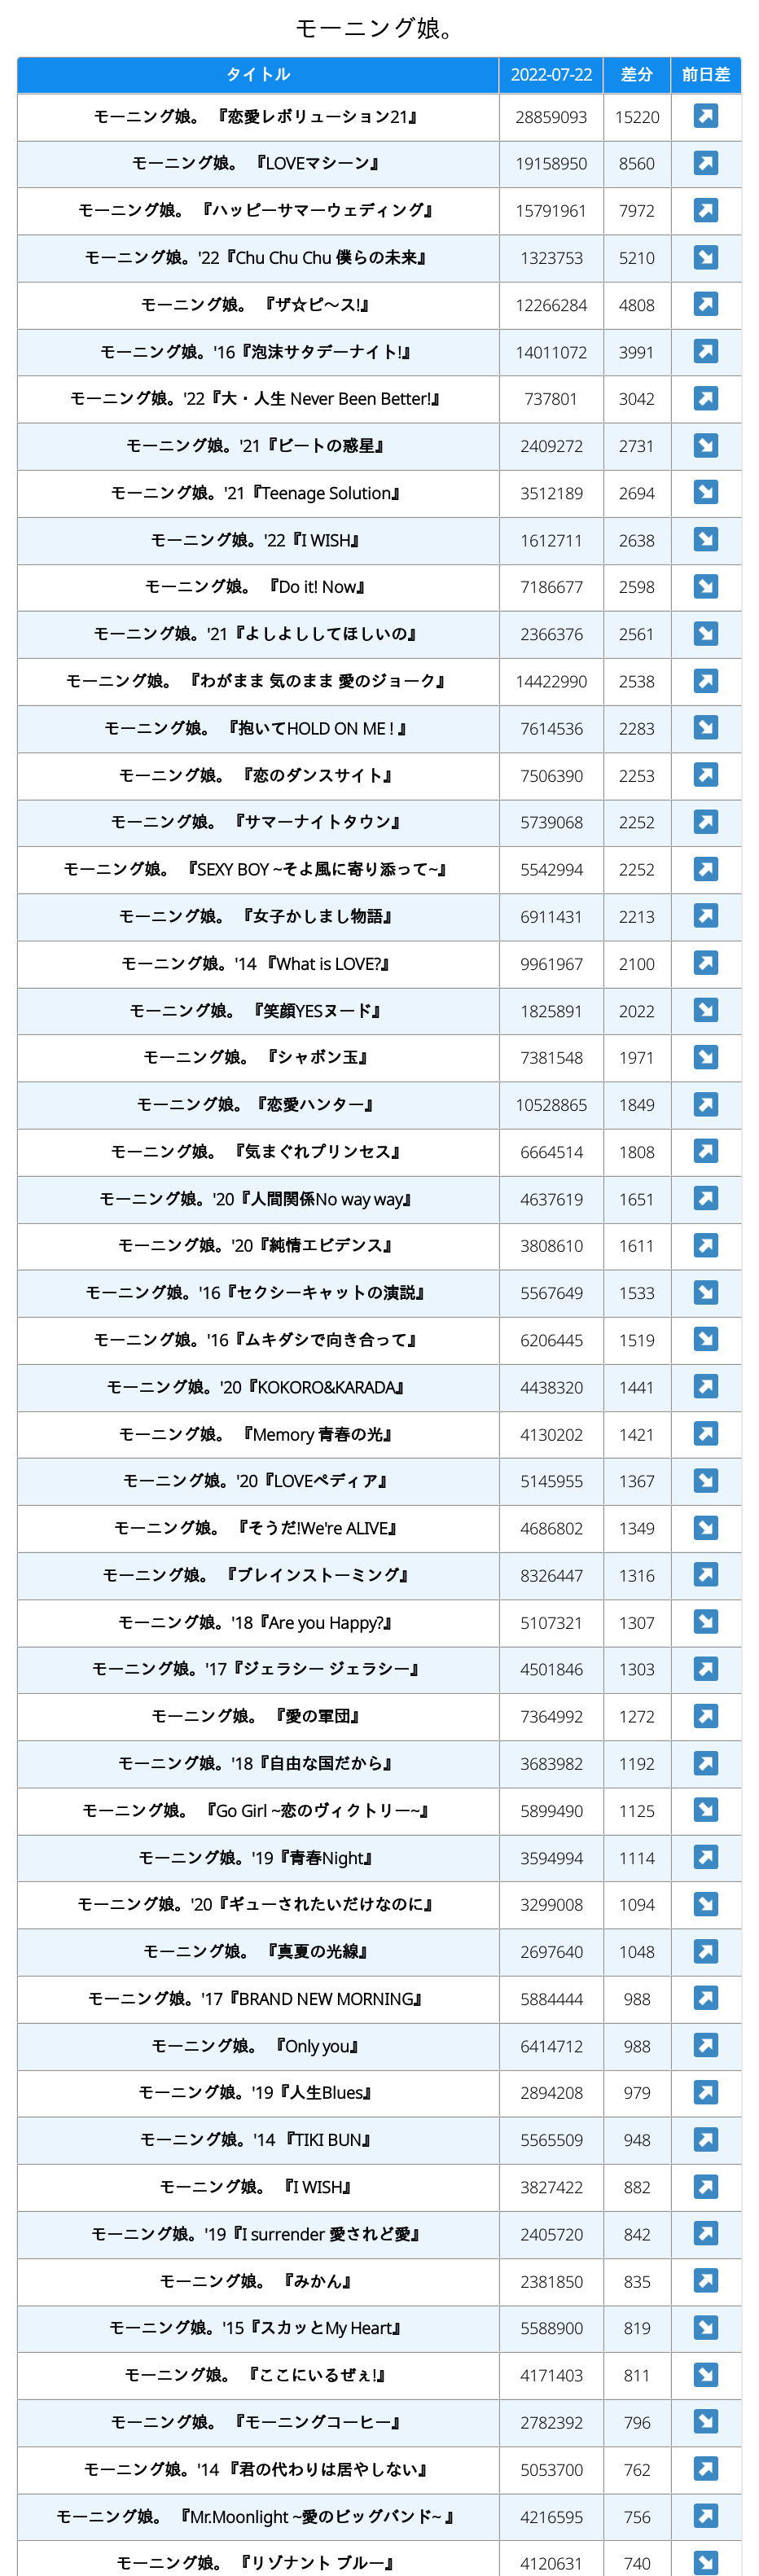 モーニング娘。
タイトル 2022-07-22 差分 前日差
モーニング娘。 『恋愛レボリューション21』 28859093 15220 ↗
モーニング娘。 『LOVEマシーン』 19158950 8560 ↗
モーニング娘。 『ハッピーサマーウェディング』 15791961 7972 ↗
モーニング娘。'22『Chu Chu Chu 僕らの未来』 1323753 5210 ↘
モーニング娘。 『ザ☆ピ〜ス!』 12266284 4808 ↗
モーニング娘。'16『泡沫サタデーナイト!』 14011072 3991 ↗
モーニング娘。'22『大・人生 Never Been Better!』 737801 3042 ↗
モーニング娘。'21『ビートの惑星』 2409272 2731 ↘
モーニング娘。'21『Teenage Solution』 3512189 2694 ↘
モーニング娘。'22『I WISH』 1612711 2638 ↘
モーニング娘。 『Do it! Now』 7186677 2598 ↘
モーニング娘。'21『よしよししてほしいの』 2366376 2561 ↘
モーニング娘。 『わがまま 気のまま 愛のジョーク』 14422990 2538 ↗
モーニング娘。 『抱いてHOLD ON ME ! 』 7614536 2283 ↘
モーニング娘。 『恋のダンスサイト』 7506390 2253 ↗
モーニング娘。 『サマーナイトタウン』 5739068 2252 ↗
モーニング娘。 『SEXY BOY ~そよ風に寄り添って~』 5542994 2252 ↗
モーニング娘。 『女子かしまし物語』 6911431 2213 ↗
モーニング娘。'14 『What is LOVE?』 9961967 2100 ↗
モーニング娘。 『笑顔YESヌード』 1825891 2022 ↘
モーニング娘。 『シャボン玉』 7381548 1971 ↘
モーニング娘。『恋愛ハンター』 10528865 1849 ↗
モーニング娘。 『気まぐれプリンセス』 6664514 1808 ↗
モーニング娘。'20『人間関係No way way』 4637619 1651 ↗
モーニング娘。'20『純情エビデンス』 3808610 1611 ↗
モーニング娘。'16『セクシーキャットの演説』 5567649 1533 ↘
モーニング娘。'16『ムキダシで向き合って』 6206445 1519 ↘
モーニング娘。'20『KOKORO&KARADA』 4438320 1441 ↗
モーニング娘。 『Memory 青春の光』 4130202 1421 ↗
モーニング娘。'20『LOVEペディア』 5145955 1367 ↘
モーニング娘。 『そうだ!We're ALIVE』 4686802 1349 ↘
モーニング娘。 『ブレインストーミング』 8326447 1316 ↗
モーニング娘。'18『Are you Happy?』 5107321 1307 ↘
モーニング娘。'17『ジェラシー ジェラシー』 4501846 1303 ↗
モーニング娘。 『愛の軍団』 7364992 1272 ↗
モーニング娘。'18『自由な国だから』 3683982 1192 ↗
モーニング娘。 『Go Girl ~恋のヴィクトリー~』 5899490 1125 ↘
モーニング娘。'19『青春Night』 3594994 1114 ↗
モーニング娘。'20『ギューされたいだけなのに』 3299008 1094 ↘
モーニング娘。 『真夏の光線』 2697640 1048 ↗
モーニング娘。'17『BRAND NEW MORNING』 5884444 988 ↗
モーニング娘。 『Only you』 6414712 988 ↗
モーニング娘。'19『人生Blues』 2894208 979 ↗
モーニング娘。'14 『TIKI BUN』 5565509 948 ↗
モーニング娘。 『I WISH』 3827422 882 ↗
モーニング娘。'19『I surrender 愛されど愛』 2405720 842 ↗
モーニング娘。 『みかん』 2381850 835 ↗
モーニング娘。'15『スカッとMy Heart』 5588900 819 ↘
モーニング娘。 『ここにいるぜぇ!』 4171403 811 ↘
モーニング娘。 『モーニングコーヒー』 2782392 796 ↘
モーニング娘。'14 『君の代わりは居やしない』 5053700 762 ↗
モーニング娘。 『Mr.Moonlight ~愛のビッグバンド~ 』 4216595 756 ↗
モーニング娘。 『リゾナント ブルー』 4120631 740 ↘